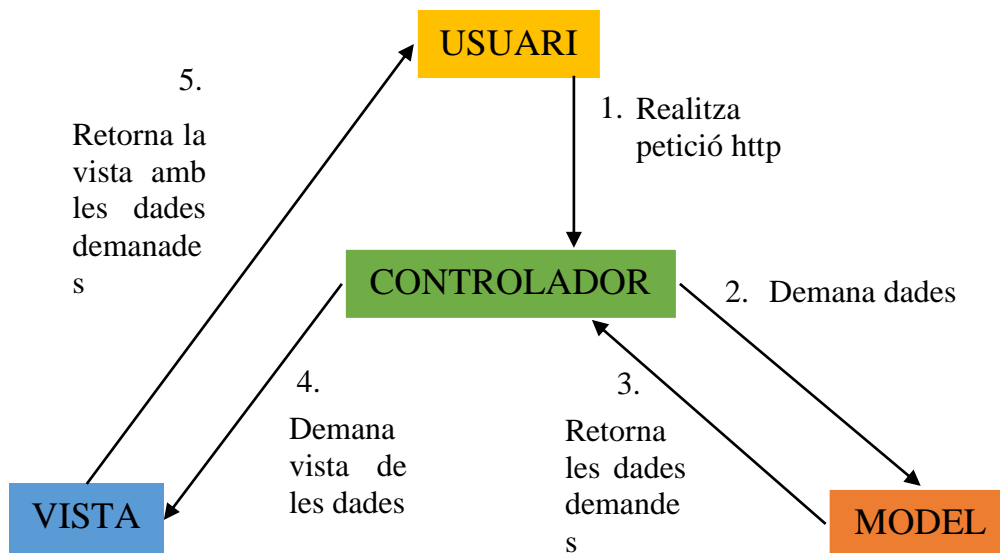 USUARI
1. Realitza
petició http
5.
Retorna la
vista amb
les dades
demanade
s
CONTROLADOR
2. Demana dades
4.
Demana
vista de
les dades
3.
Retorna
les dades
demande
s
VISTA
MODEL